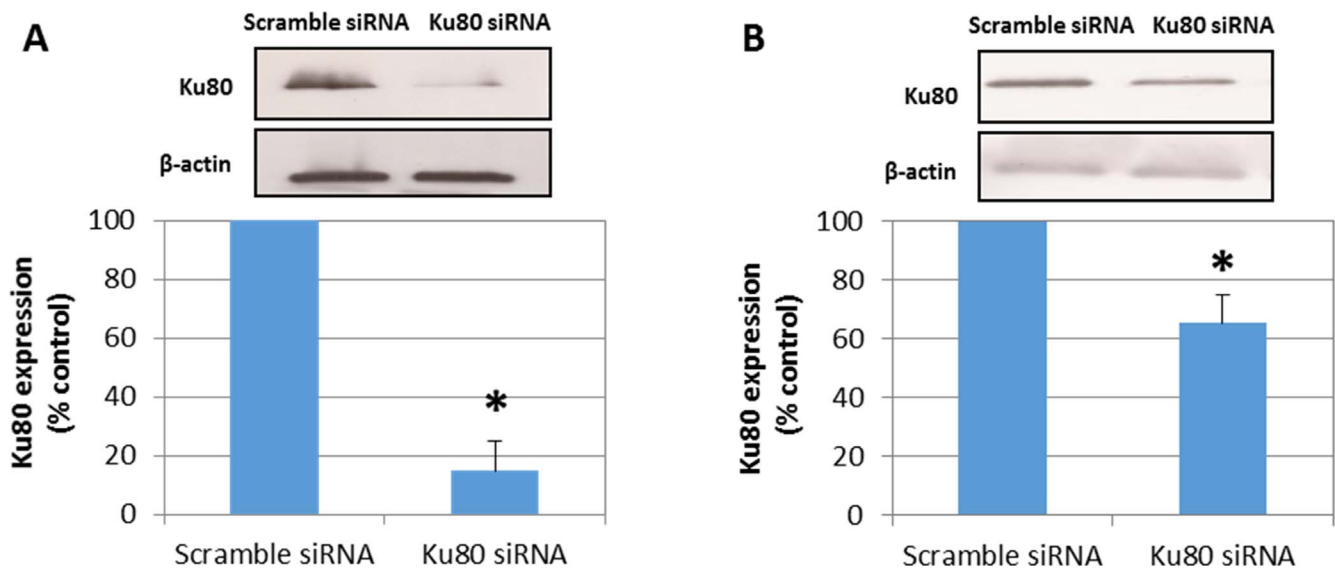 A
Scramble siRNA Ku80 siRNA
Ku80
β-actin
Ku80 expression
(% control)
100
80
60
40
20
0
*
Scramble siRNA Ku80 siRNA
B
Scramble siRNA Ku80 siRNA
Ku80
β-actin
Ku80 expression
(% control)
100
80
60
40
20
0
*
Scramble siRNA Ku80 siRNA